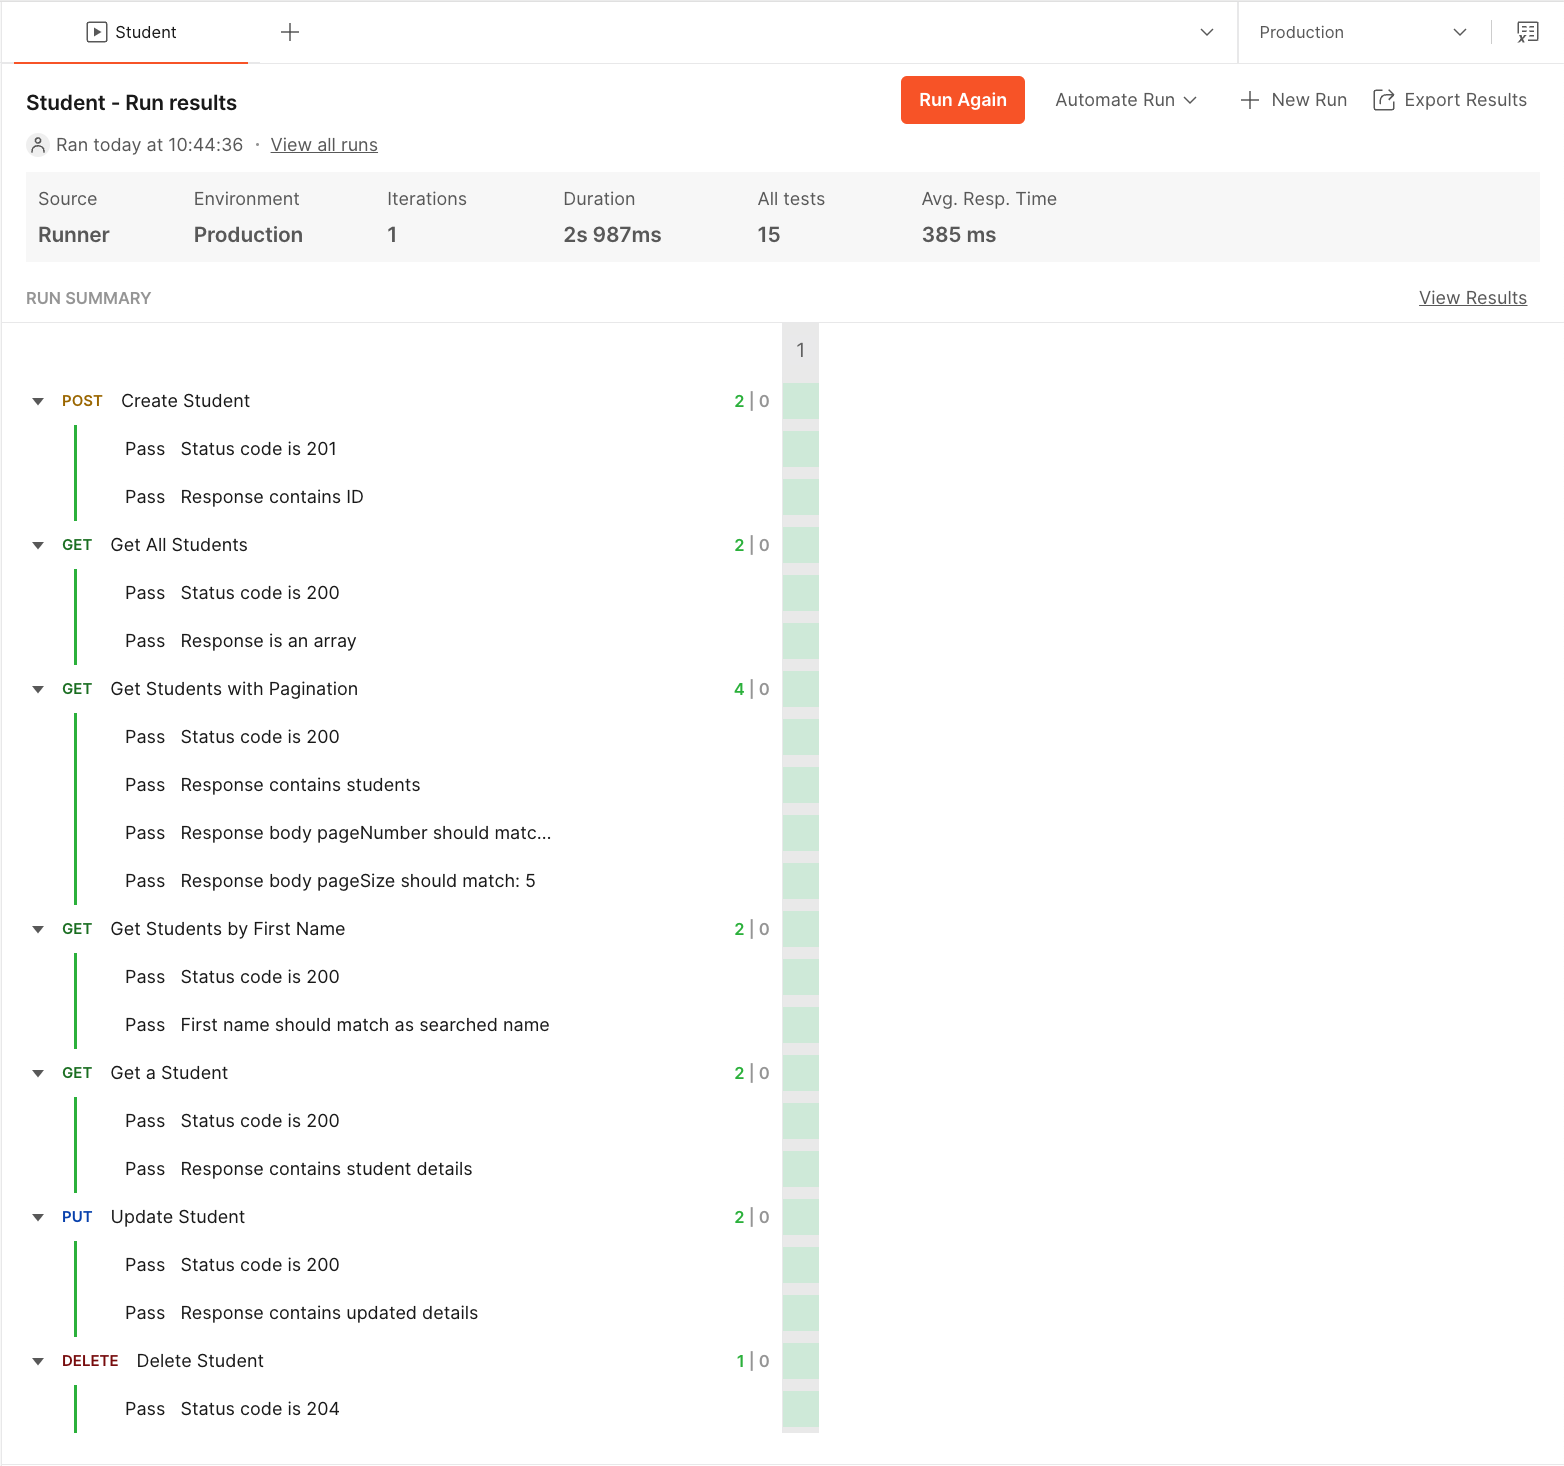 Student
Production
Student - Run results
Run Again
Automate Run
New Run
Export Results
Ran today at 10:44:36 · View all runs
Source Environment Iterations Duration All tests Avg. Resp. Time
Runner Production 1 2s 987ms 15 385 ms
RUN SUMMARY View Results
1
POST Create Student 2 | 0
Pass Status code is 201
Pass Response contains ID
GET Get All Students 2 | 0
Pass Status code is 200
Pass Response is an array
GET Get Students with Pagination 4 | 0
Pass Status code is 200
Pass Response contains students
Pass Response body pageNumber should matc...
Pass Response body pageSize should match: 5
GET Get Students by First Name 2 | 0
Pass Status code is 200
Pass First name should match as searched name
GET Get a Student 2 | 0
Pass Status code is 200
Pass Response contains student details
PUT Update Student 2 | 0
Pass Status code is 200
Pass Response contains updated details
DELETE Delete Student 1 | 0
Pass Status code is 204